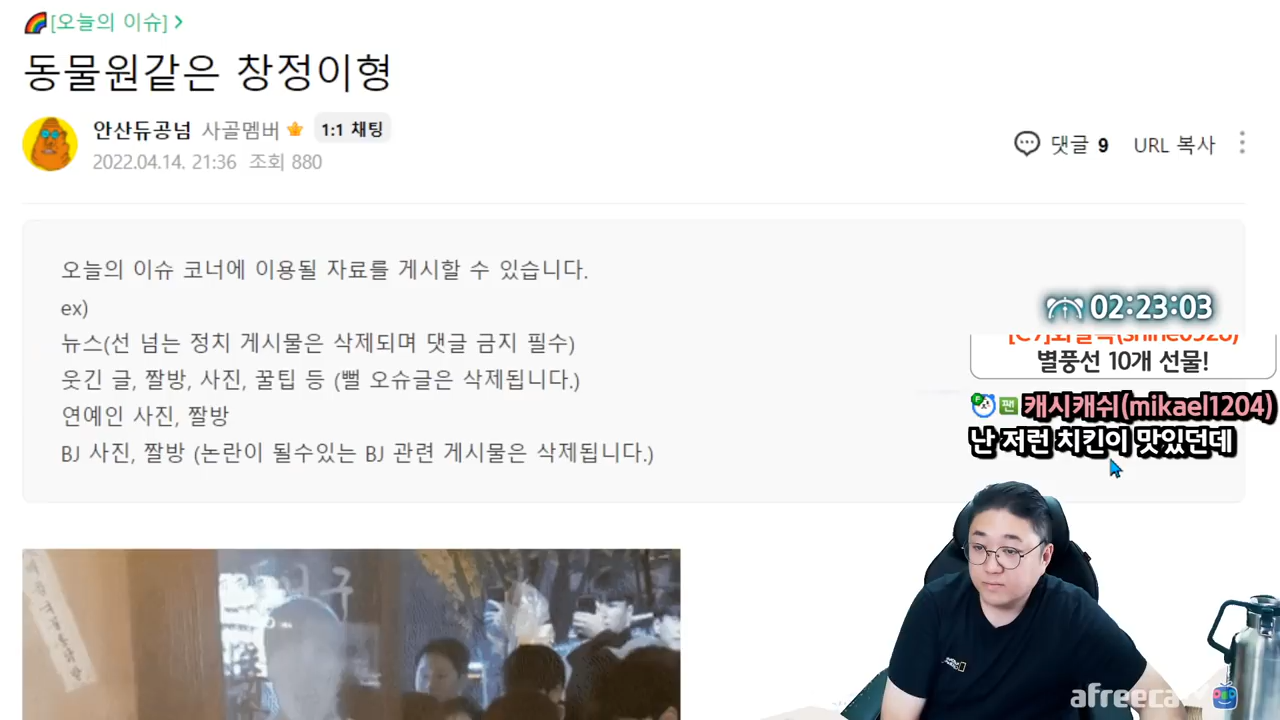 [오늘의 이슈] >
동물원같은 창정이형
안산듀공넘 사골멤버 1:1 채팅
2022.04.14. 21:36 조회 880
댓글 9 URL 복사
오늘의 이슈 코너에 이용될 자료를 게시할 수 있습니다.
ex)
뉴스(선 넘는 정치 게시물은 삭제되며 댓글 금지 필수)
웃긴 글, 짤방, 사진, 꿀팁 등 (뻘 오슈글은 삭제됩니다.)
연예인 사진, 짤방
BJ 사진, 짤방 (논란이 될수있는 BJ 관련 게시물은 삭제됩니다.)
02:23:03
별풍선 10개 선물!
팬 캐시캐쉬(mikael1204)
난 저런 치킨이 맛있던데
afreeca